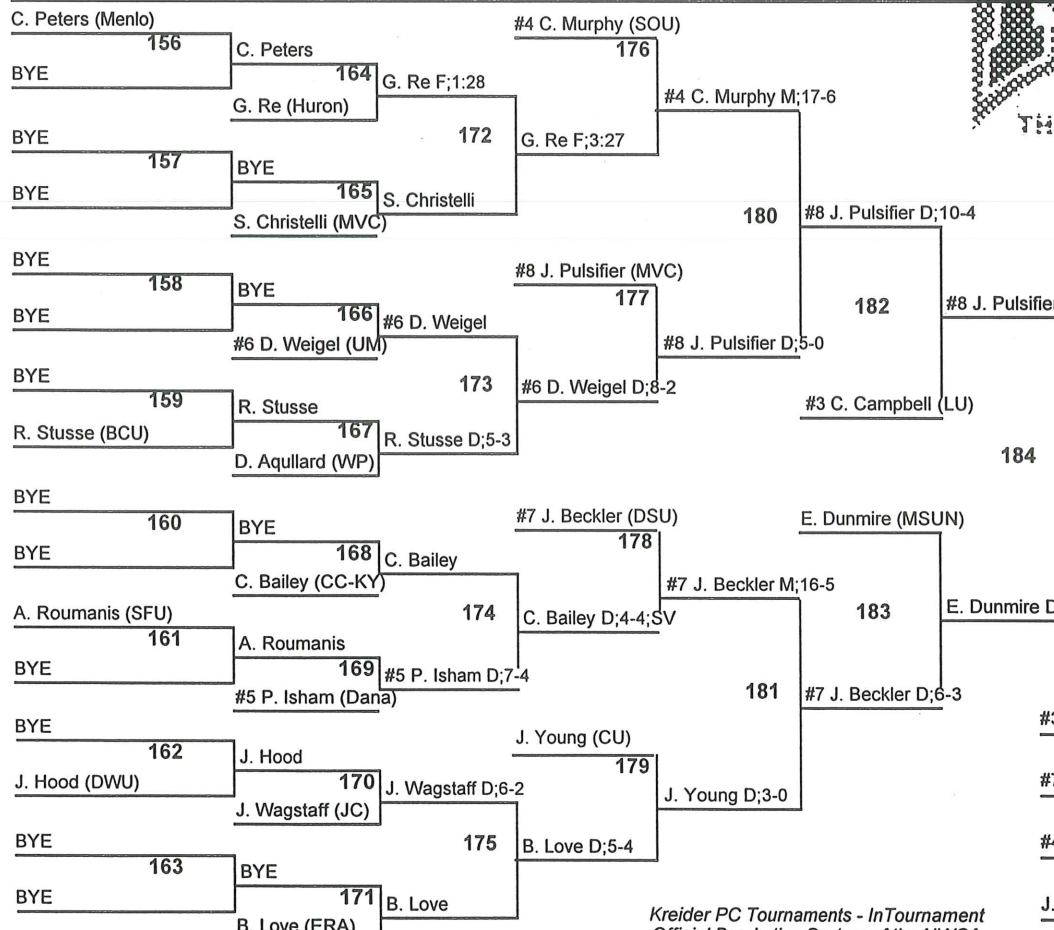 C. Peters (Menlo)
156
BYE
C. Peters
164
G. Re (Huron)
G. Re F;1:28
BYE
157
BYE
BYE
165
S. Christelli (MVC)
S. Christelli
172
G. Re F;3:27
#4 C. Murphy (SOU)
176
#4 C. Murphy M;17-6
BYE
158
BYE
BYE
166
#6 D. Weigel (UM)
#6 D. Weigel
BYE
159
R. Stusse (BCU)
R. Stusse
167
D. Aqullard (WP)
R. Stusse D;5-3
173
#6 D. Weigel D;8-2
#8 J. Pulsifier (MVC)
177
#8 J. Pulsifier D;5-0
180
#8 J. Pulsifier D;10-4
182
#3 C. Campbell (LU)
#8 J. Pulsifier
184
BYE
160
BYE
BYE
168
C. Bailey (CC-KY)
C. Bailey
A. Roumanis (SFU)
161
BYE
A. Roumanis
169
#5 P. Isham (Dana)
#5 P. Isham D;7-4
174
C. Bailey D;4-4;SV
#7 J. Beckler (DSU)
178
#7 J. Beckler M;16-5
BYE
162
J. Hood (DWU)
J. Hood
170
J. Wagstaff (JC)
J. Wagstaff D;6-2
BYE
163
BYE
BYE
171
B. Love (ERA)
B. Love
175
B. Love D;5-4
J. Young (CU)
179
J. Young D;3-0
181
#7 J. Beckler D;6-3
E. Dunmire (MSUN)
183
E. Dunmire D
#7
#4
J.
Kreider PC Tournaments - InTournament